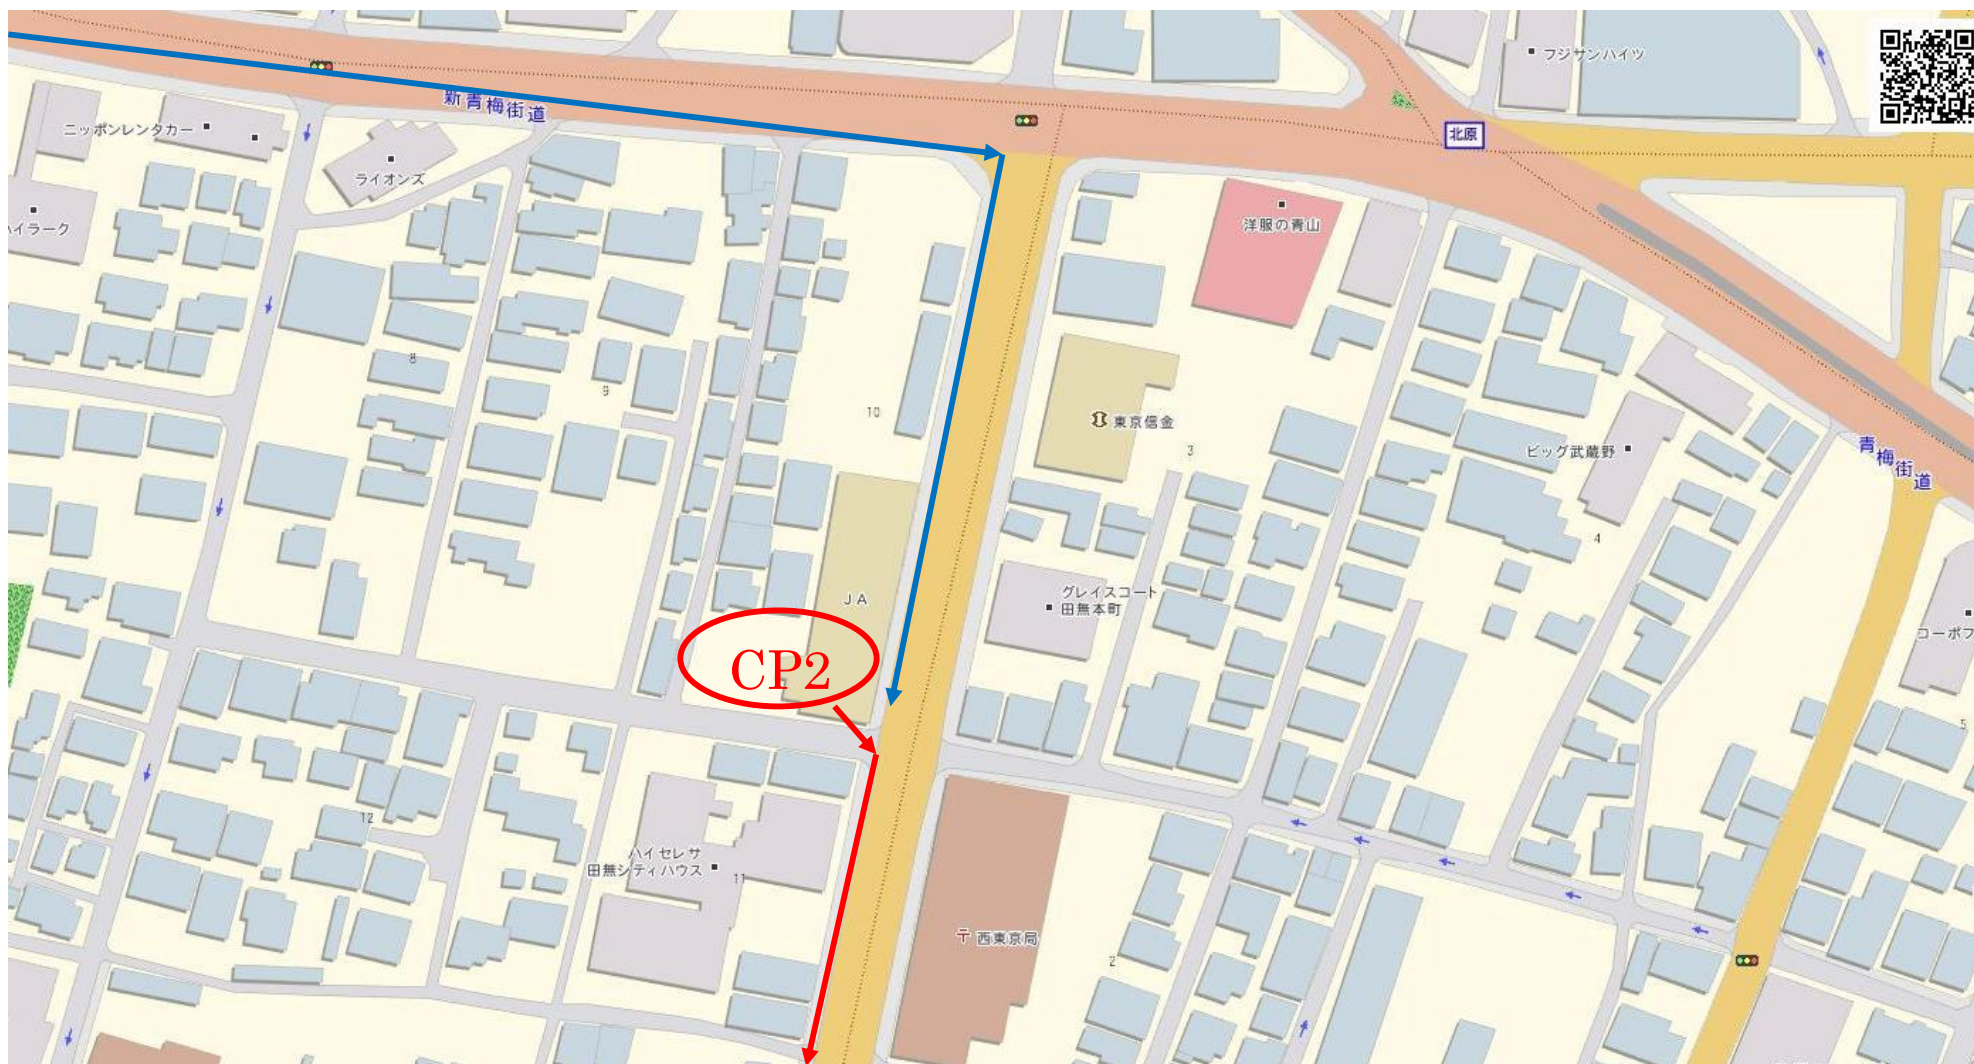 フジサンハイツ
新青梅街道
ニッポンレンタカー
北原
ライオンズ
ハイラーク
洋服の青山
8
9
10
東京信金
3
ビッグ武蔵野
青梅街道
4
JA
グレイスコート
田無本町
コーポフ
CP2
5
12
ハイセレサ
田無シティハウス
11
〒西東京局
2